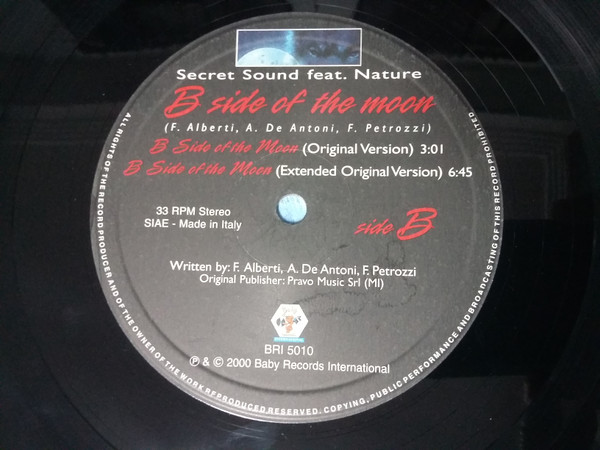 Secret Sound feat. Nature
B side of the moon
(F. Alberti, A. De Antoni, F. Petrozzi)
B Side of the Moon (Original Version) 3:01
B Side of the Moon (Extended Original Version) 6:45
33 RPM Stereo
SIAE - Made in Italy
side B
Written by: F. Alberti, A. De Antoni, F. Petrozzi
Original Publisher: Pravo Music Srl (MI)
BRI 5010
℗ & © 2000 Baby Records International
ALL RIGHTS OF THE RECORD PRODUCER AND OF THE OWNER OF THE WORK REPRODUCED RESERVED. COPYING, PUBLIC PERFORMANCE AND BROADCASTING OF THIS RECORD PROHIBITED